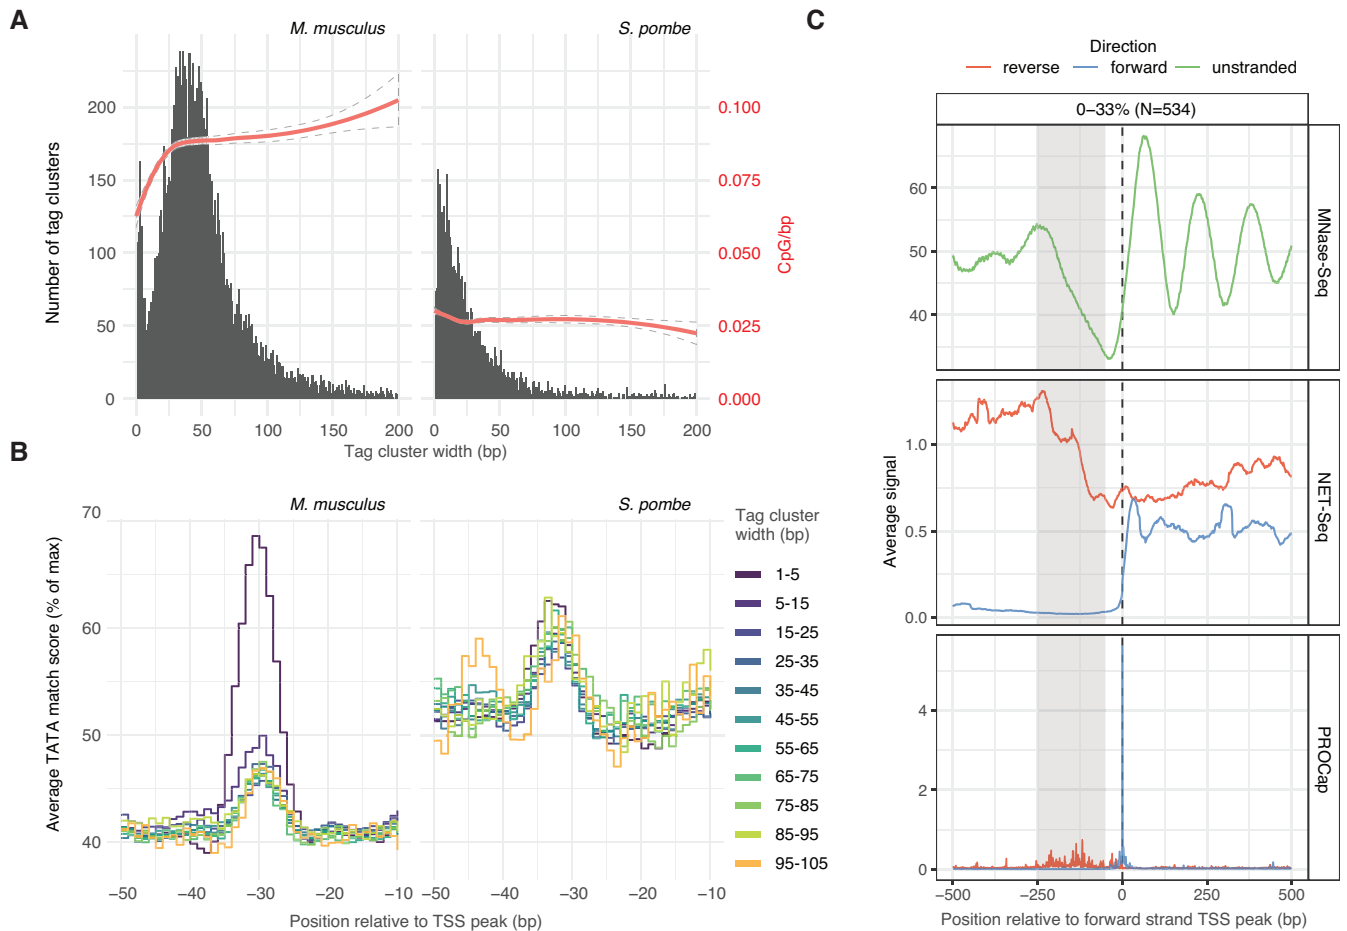 A
M. musculus
S. pombe
Number of tag clusters
200
150
100
50
0
0.100
0.075
0.050
0.025
0.000
CpG/bp
0 50 100 150 200
0 50 100 150 200
Tag cluster width (bp)
B
M. musculus
S. pombe
Average TATA match score (% of max)
70
60
50
40
−50 −40 −30 −20 −10
−50 −40 −30 −20 −10
Position relative to TSS peak (bp)
Tag cluster
width (bp)
1-5
5-15
15-25
25-35
35-45
45-55
55-65
65-75
75-85
85-95
95-105
C
Direction
reverse forward unstranded
0−33% (N=534)
60
50
40
MNase-Seq
Average signal
1.0
0.5
0.0
NET-Seq
4
2
0
PROCap
−500 −250 0 250 500
Position relative to forward strand TSS peak (bp)